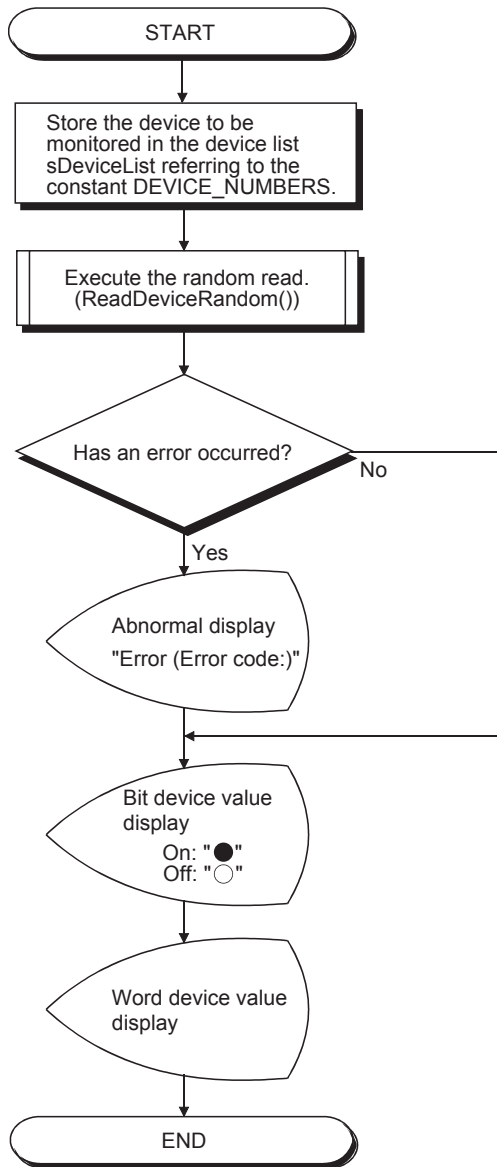 START
Store the device to be
monitored in the device list
sDeviceList referring to the
constant DEVICE_NUMBERS.
Execute the random read.
(ReadDeviceRandom())
Has an error occurred?
No
Yes
Abnormal display
"Error (Error code:)"
Bit device value
display
On: "●"
Off: "○"
Word device value
display
END